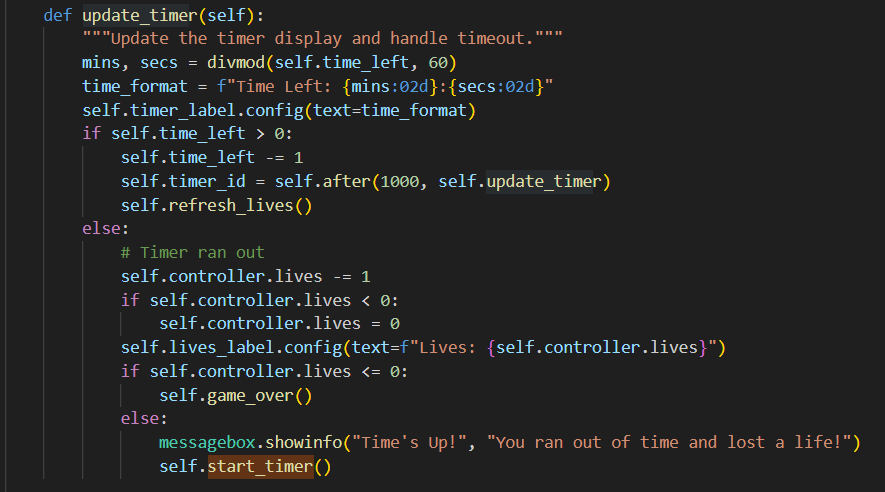 def update_timer(self):
    """Update the timer display and handle timeout."""
    mins, secs = divmod(self.time_left, 60)
    time_format = f"Time Left: {mins:02d}:{secs:02d}"
    self.timer_label.config(text=time_format)
    if self.time_left > 0:
        self.time_left -= 1
        self.timer_id = self.after(1000, self.update_timer)
        self.refresh_lives()
    else:
        # Timer ran out
        self.controller.lives -= 1
        if self.controller.lives < 0:
            self.controller.lives = 0
        self.lives_label.config(text=f"Lives: {self.controller.lives}")
        if self.controller.lives <= 0:
            self.game_over()
        else:
            messagebox.showinfo("Time's Up!", "You ran out of time and lost a life!")
            self.start_timer()